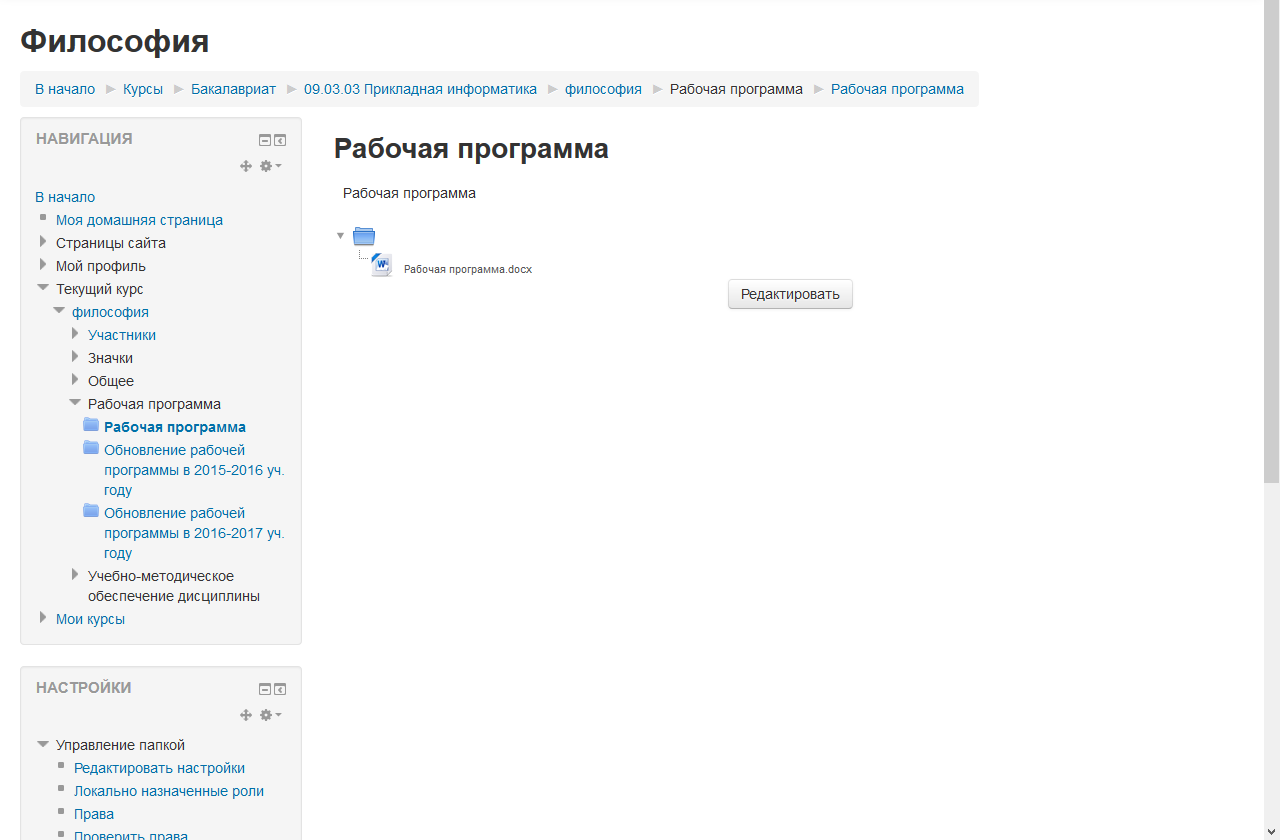 Философия
В начало Курсы Бакалавриат 09.03.03 Прикладная информатика философия Рабочая программа Рабочая программа
НАВИГАЦИЯ
В начало
Моя домашняя страница
Страницы сайта
Мой профиль
Текущий курс
философия
Участники
Значки
Общее
Рабочая программа
Рабочая программа
Обновление рабочей
программы в 2015-2016 уч.
году
Обновление рабочей
программы в 2016-2017 уч.
году
Учебно-методическое
обеспечение дисциплины
Мои курсы
НАСТРОЙКИ
Управление папкой
Редактировать настройки
Локально назначенные роли
Права
Проверить права
Рабочая программа
Рабочая программа
Рабочая программа.docx
Редактировать